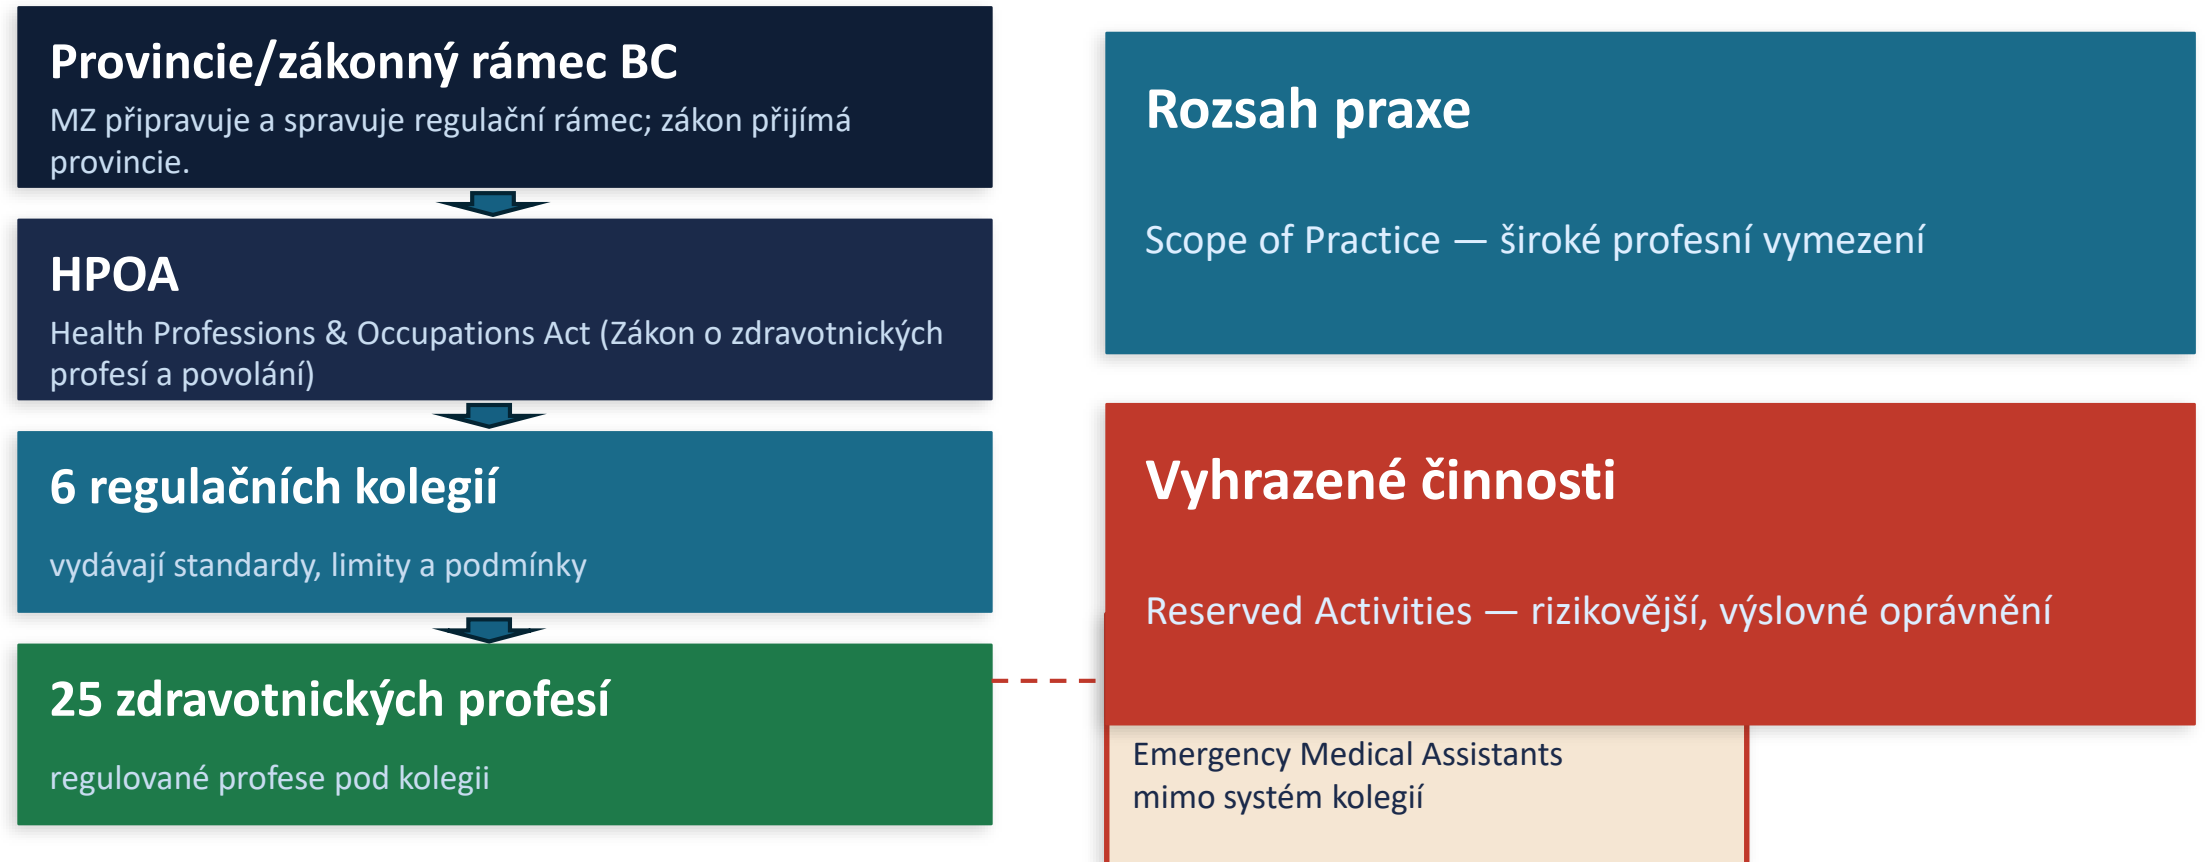 Provincie/zákonný rámec BC
MZ připravuje a spravuje regulační rámec; zákon přijímá
provincie.
HPOA
Health Professions & Occupations Act (Zákon o zdravotnických
profesí a povolání)
6 regulačních kolegií
vydávají standardy, limity a podmínky
25 zdravotnických profesí
regulované profese pod kolegii
Rozsah praxe
Scope of Practice — široké profesní vymezení
Vyhrazené činnosti
Reserved Activities — rizikovější, výslovné oprávnění
Emergency Medical Assistants
mimo systém kolegií